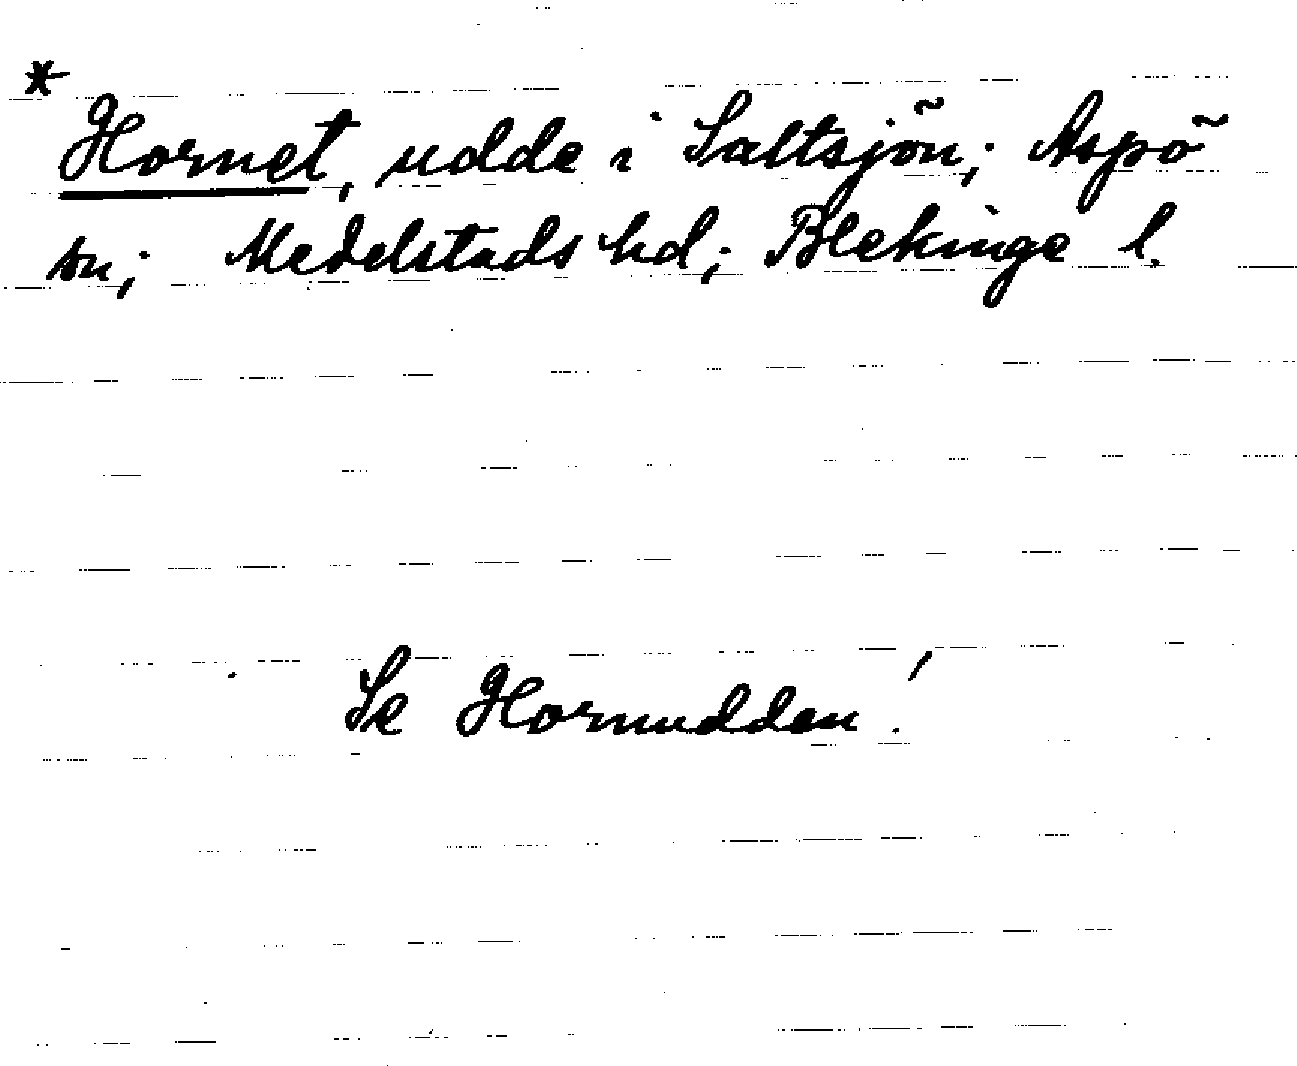 * Hornet, udde i Saltsjön; Aspö
sn; Medelstads hd; Blekinge l.
Se Hornudden!